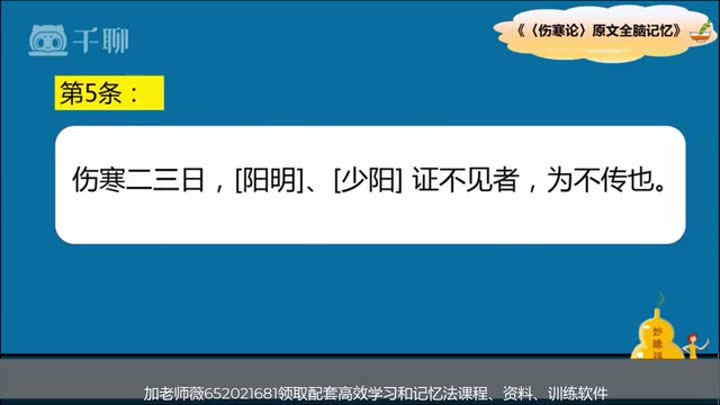 千聊
《〈伤寒论〉原文全脑记忆》
第5条：
伤寒二三日，[阳明]、[少阳] 证不见者，为不传也。
加老师薇652021681领取配套高效学习和记忆法课程、资料、训练软件